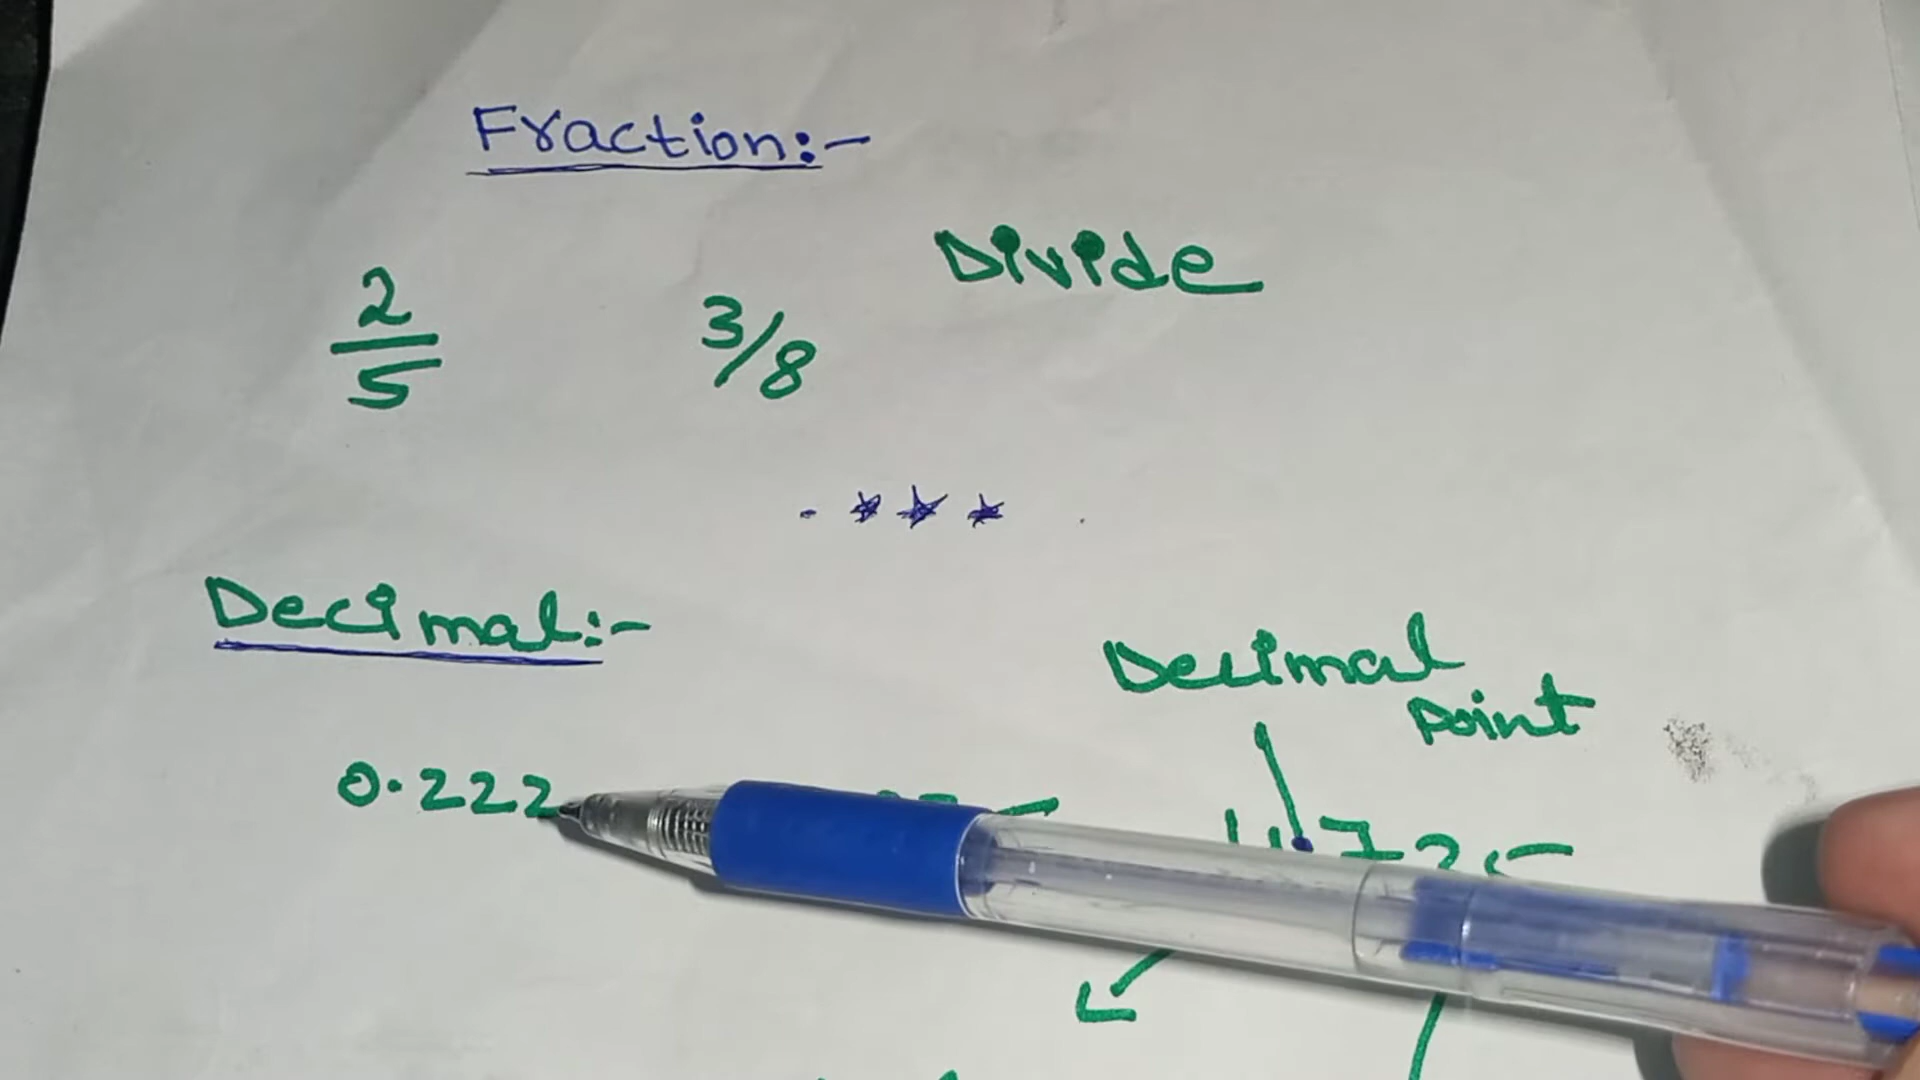 Fraction:-
Divide
2/5 3/8
Decimal:-
Decimal
Point
0.222